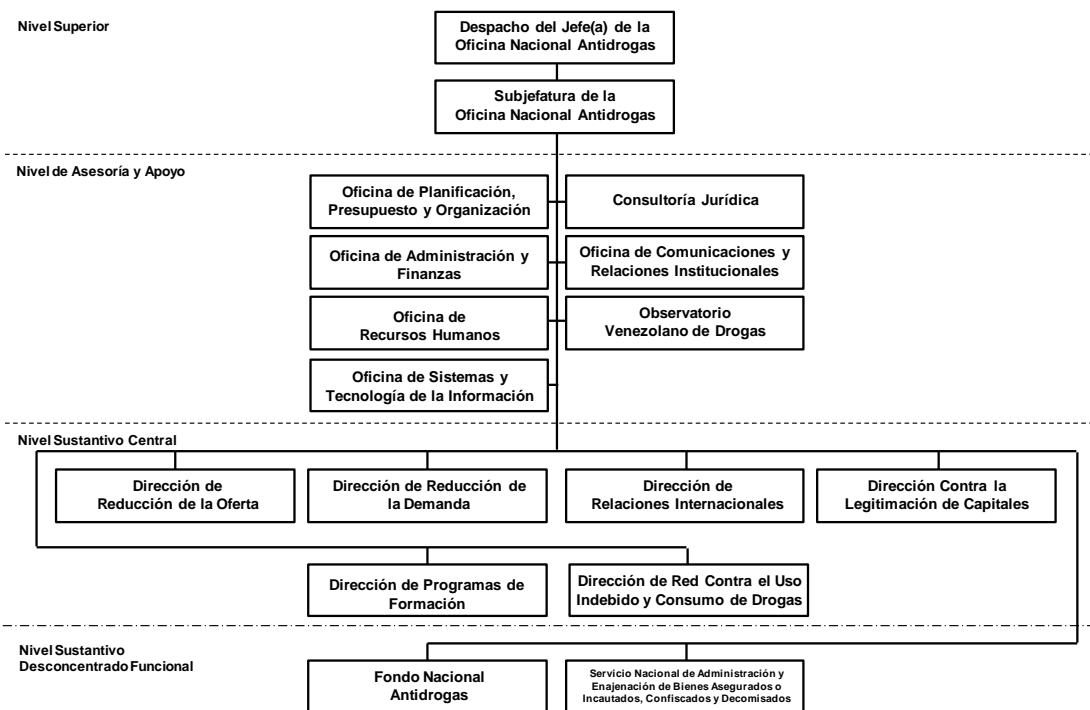 Nivel Superior
Despacho del Jefe(a) de la
Oficina Nacional Antidrogas
Subjefatura de la
Oficina Nacional Antidrogas
Nivel de Asesoría y Apoyo
Oficina de Planificación,
Presupuesto y Organización
Consultoría Jurídica
Oficina de Administración y
Finanzas
Oficina de Comunicaciones y
Relaciones Institucionales
Oficina de
Recursos Humanos
Observatorio
Venezolano de Drogas
Oficina de Sistemas y
Tecnología de la Información
Nivel Sustantivo Central
Dirección de
Reducción de la Oferta
Dirección de Reducción de
la Demanda
Dirección de
Relaciones Internacionales
Dirección Contra la
Legitimación de Capitales
Dirección de Programas de
Formación
Dirección de Red Contra el Uso
Indebido y Consumo de Drogas
Nivel Sustantivo
Desconcentrado Funcional
Fondo Nacional
Antidrogas
Servicio Nacional de Administración y
Enajenación de Bienes Asegurados o
Incautados, Confiscados y Decomisados